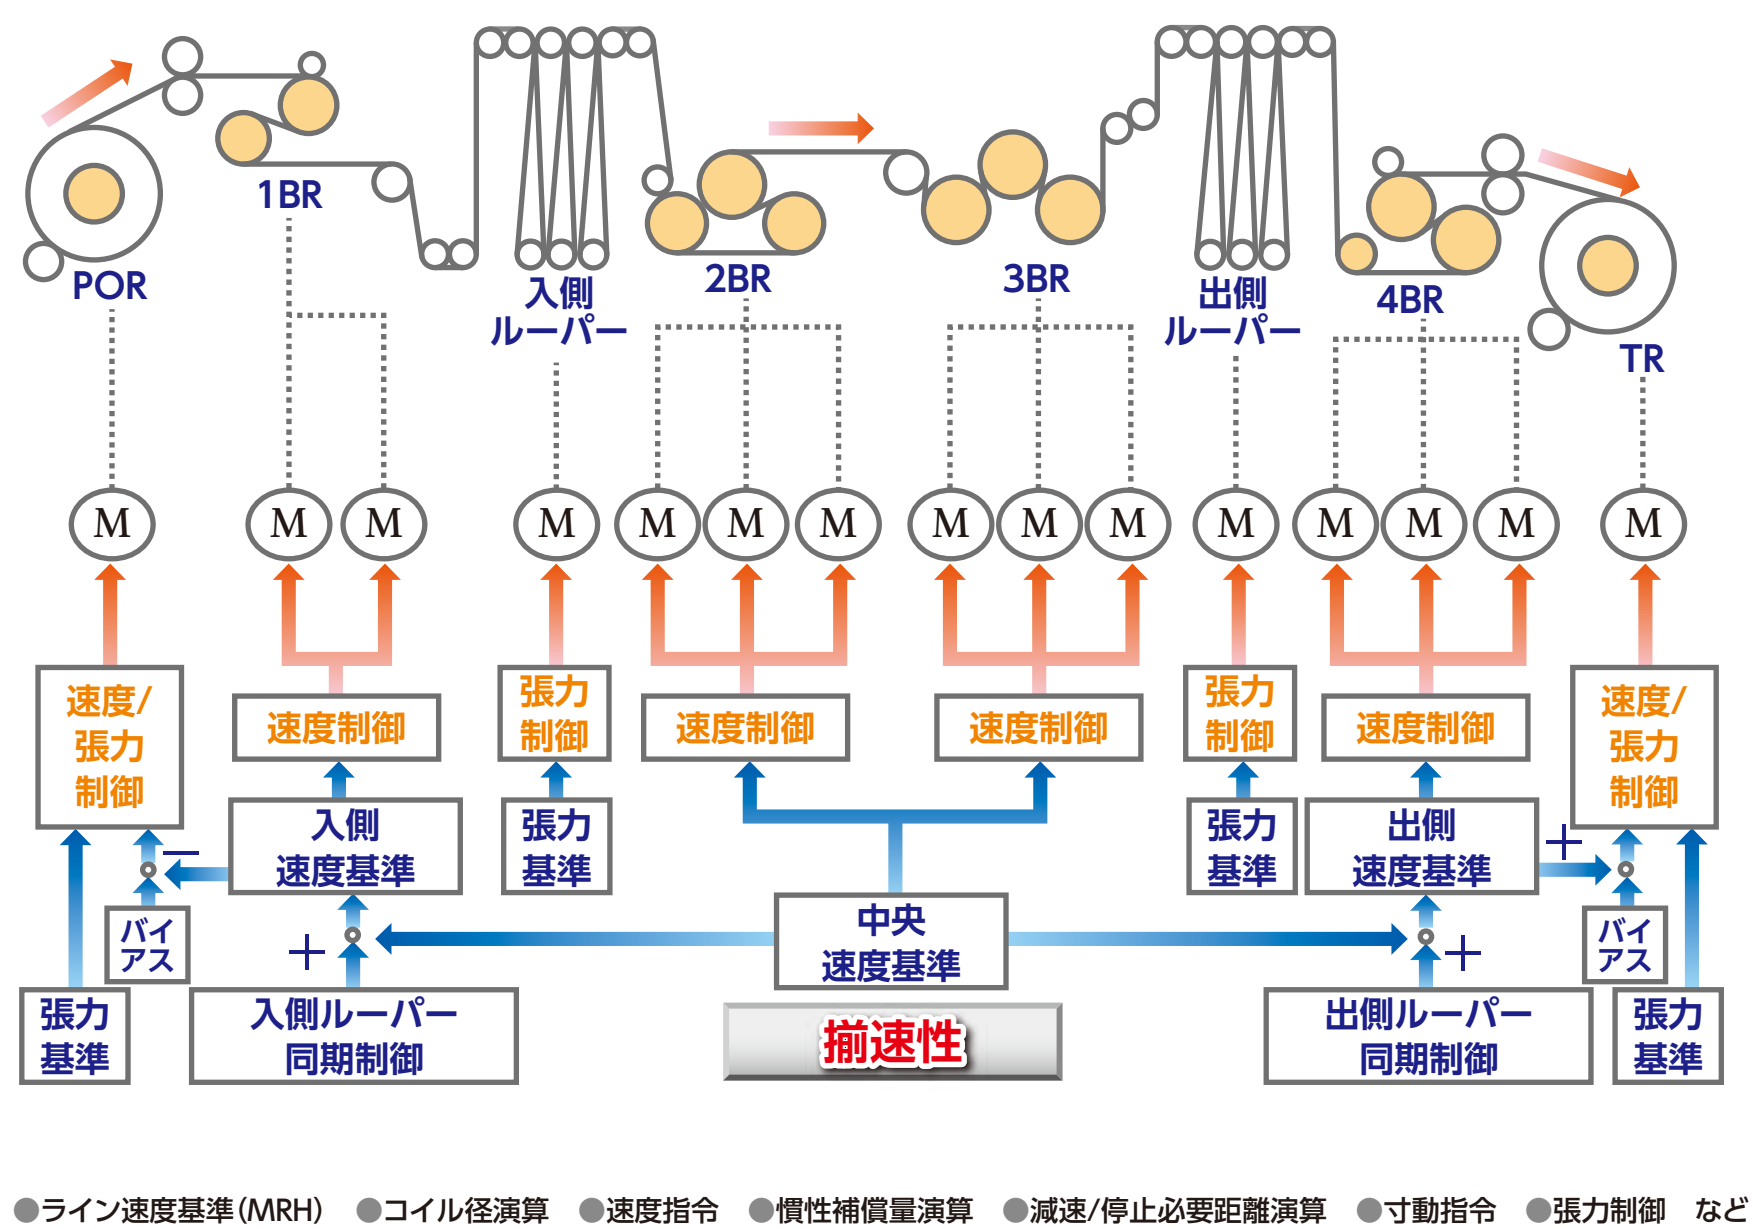 POR
1BR
入側
ルーパー
2BR
3BR
出側
ルーパー
4BR
TR
M M M M M M M M M M M M M M M
速度/
張力
制御
速度制御
張力
制御
速度制御
速度制御
張力
制御
速度制御
速度/
張力
制御
入側
速度基準
張力
基準
張力
基準
出側
速度基準
−
+
バイ
アス
中央
速度基準
バイ
アス
+
+
張力
基準
入側ルーパー
同期制御
揃速性
出側ルーパー
同期制御
張力
基準
●ライン速度基準(MRH) ●コイル径演算 ●速度指令 ●慣性補償量演算 ●減速/停止必要距離演算 ●寸動指令 ●張力制御 など